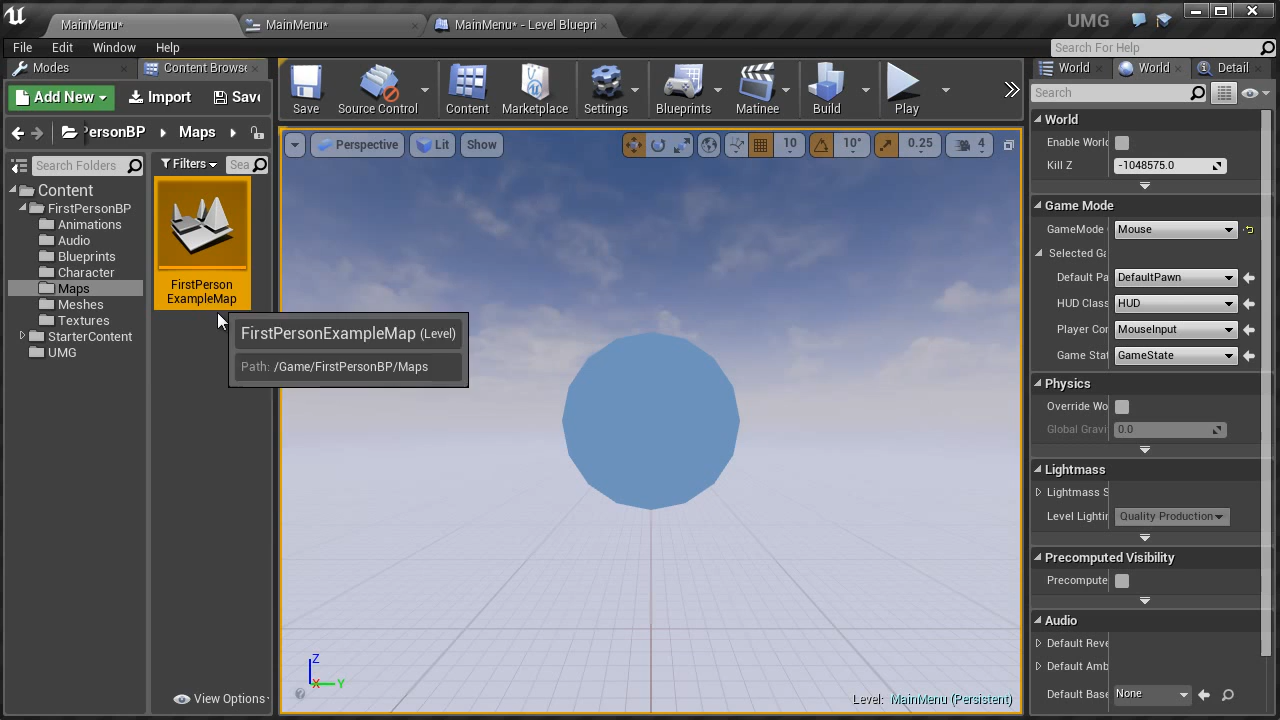 MainMenu*
MainMenu*
MainMenu* - Level Bluepri
UMG
File Edit Window Help
Search For Help
Modes
Content Browse
World
World
Detail
Add New
Import
Save
Save
Source Control
Content
Marketplace
Settings
Blueprints
Matinee
Build
Play
Search
PersonBP
Maps
Search Folders
Filters
Sea
Content
FirstPersonBP
Animations
Audio
Blueprints
Character
Maps
Meshes
Textures
StarterContent
UMG
FirstPerson
ExampleMap
FirstPersonExampleMap (Level)
Path: /Game/FirstPersonBP/Maps
View Options
Perspective
Lit
Show
10
10°
0.25
4
Z
X
Y
Level: MainMenu (Persistent)
World
Enable World
Kill Z
-1048575.0
Game Mode
GameMode
Mouse
Selected Ga
Default Pa
DefaultPawn
HUD Class
HUD
Player Con
MouseInput
Game Stat
GameState
Physics
Override Wo
Global Gravi
0.0
Lightmass
Lightmass S
Level Lightin
Quality Production
Precomputed Visibility
Precompute
Audio
Default Reve
Default Amb
Default Base
None